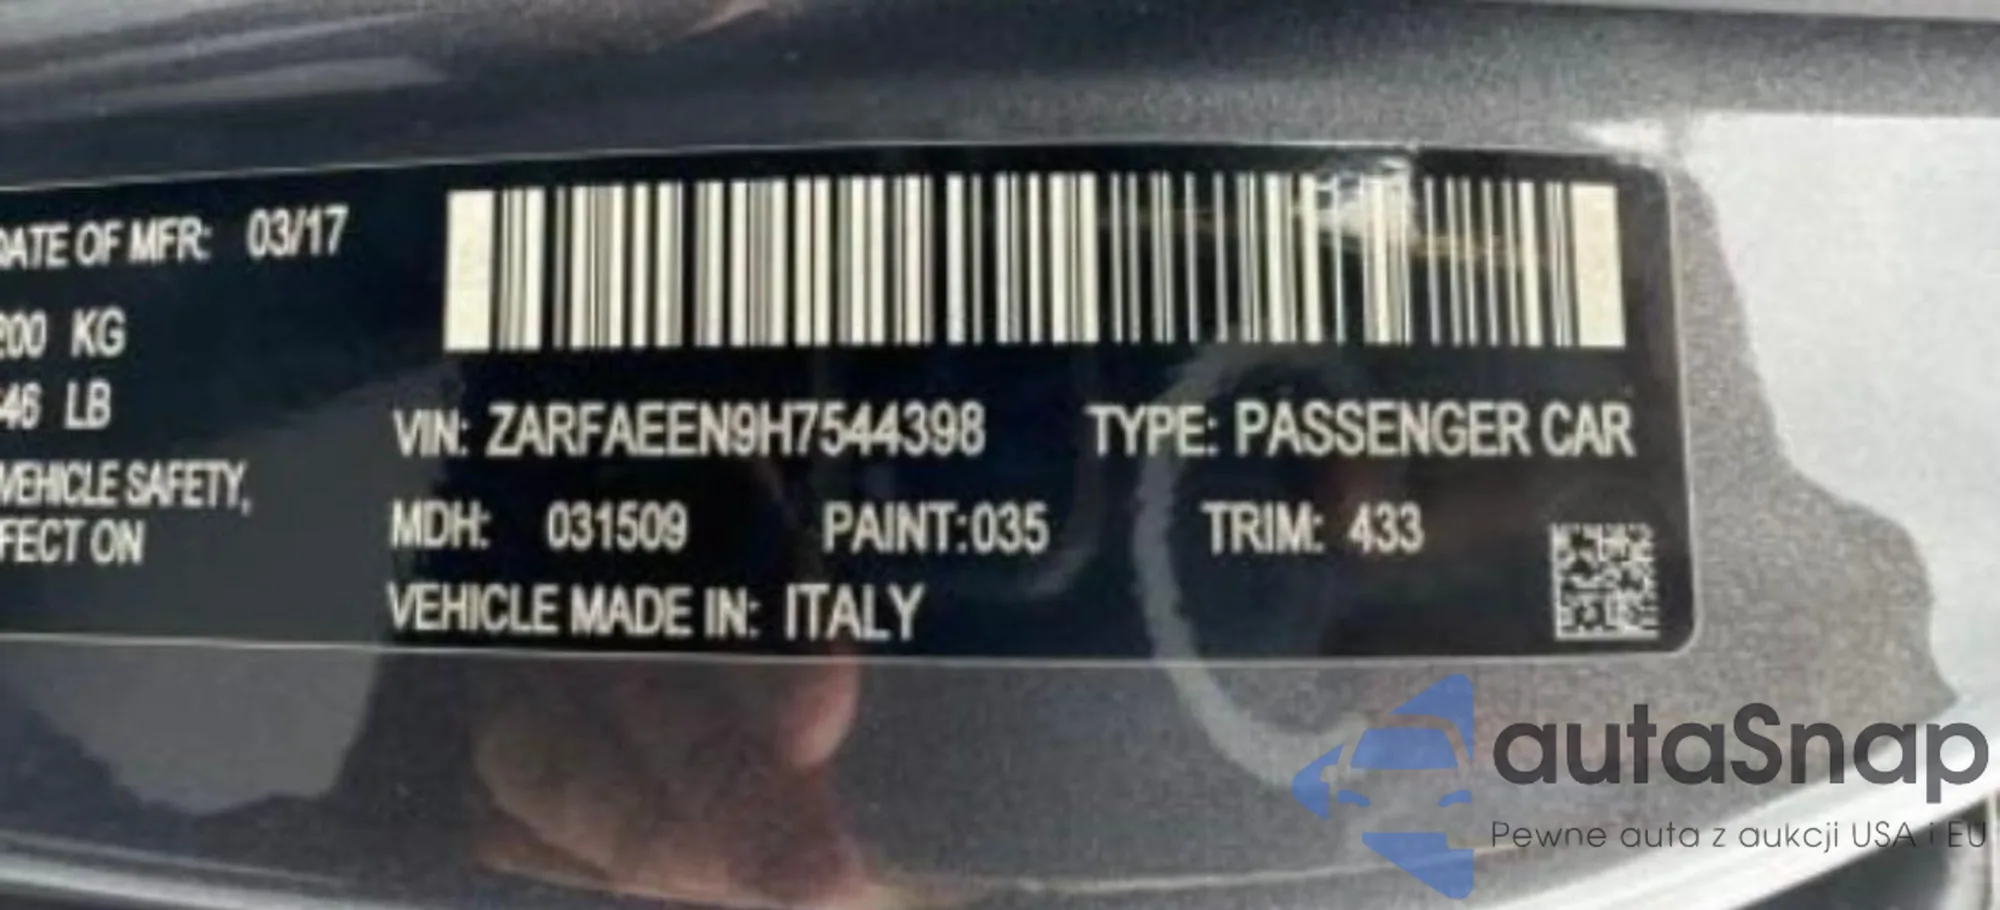 DATE OF MFR: 03/17
200 KG
46 LB
VEHICLE SAFETY,
FECT ON
VIN: ZARFAEEN9H7544398 TYPE: PASSENGER CAR
MDH: 031509 PAINT:035 TRIM: 433
VEHICLE MADE IN: ITALY
autaSnap
Pewne auta z aukcji USA i EU